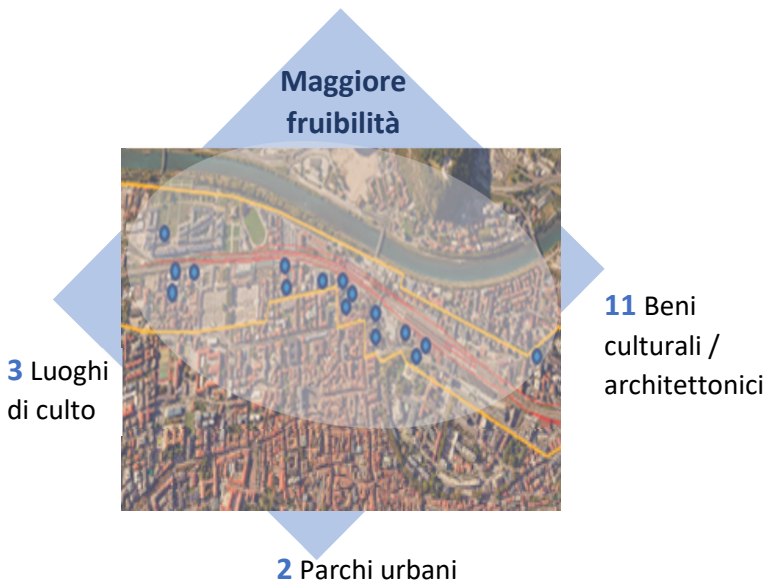 Maggiore
fruibilità
11 Beni
culturali /
architettonici
3 Luoghi
di culto
2 Parchi urbani